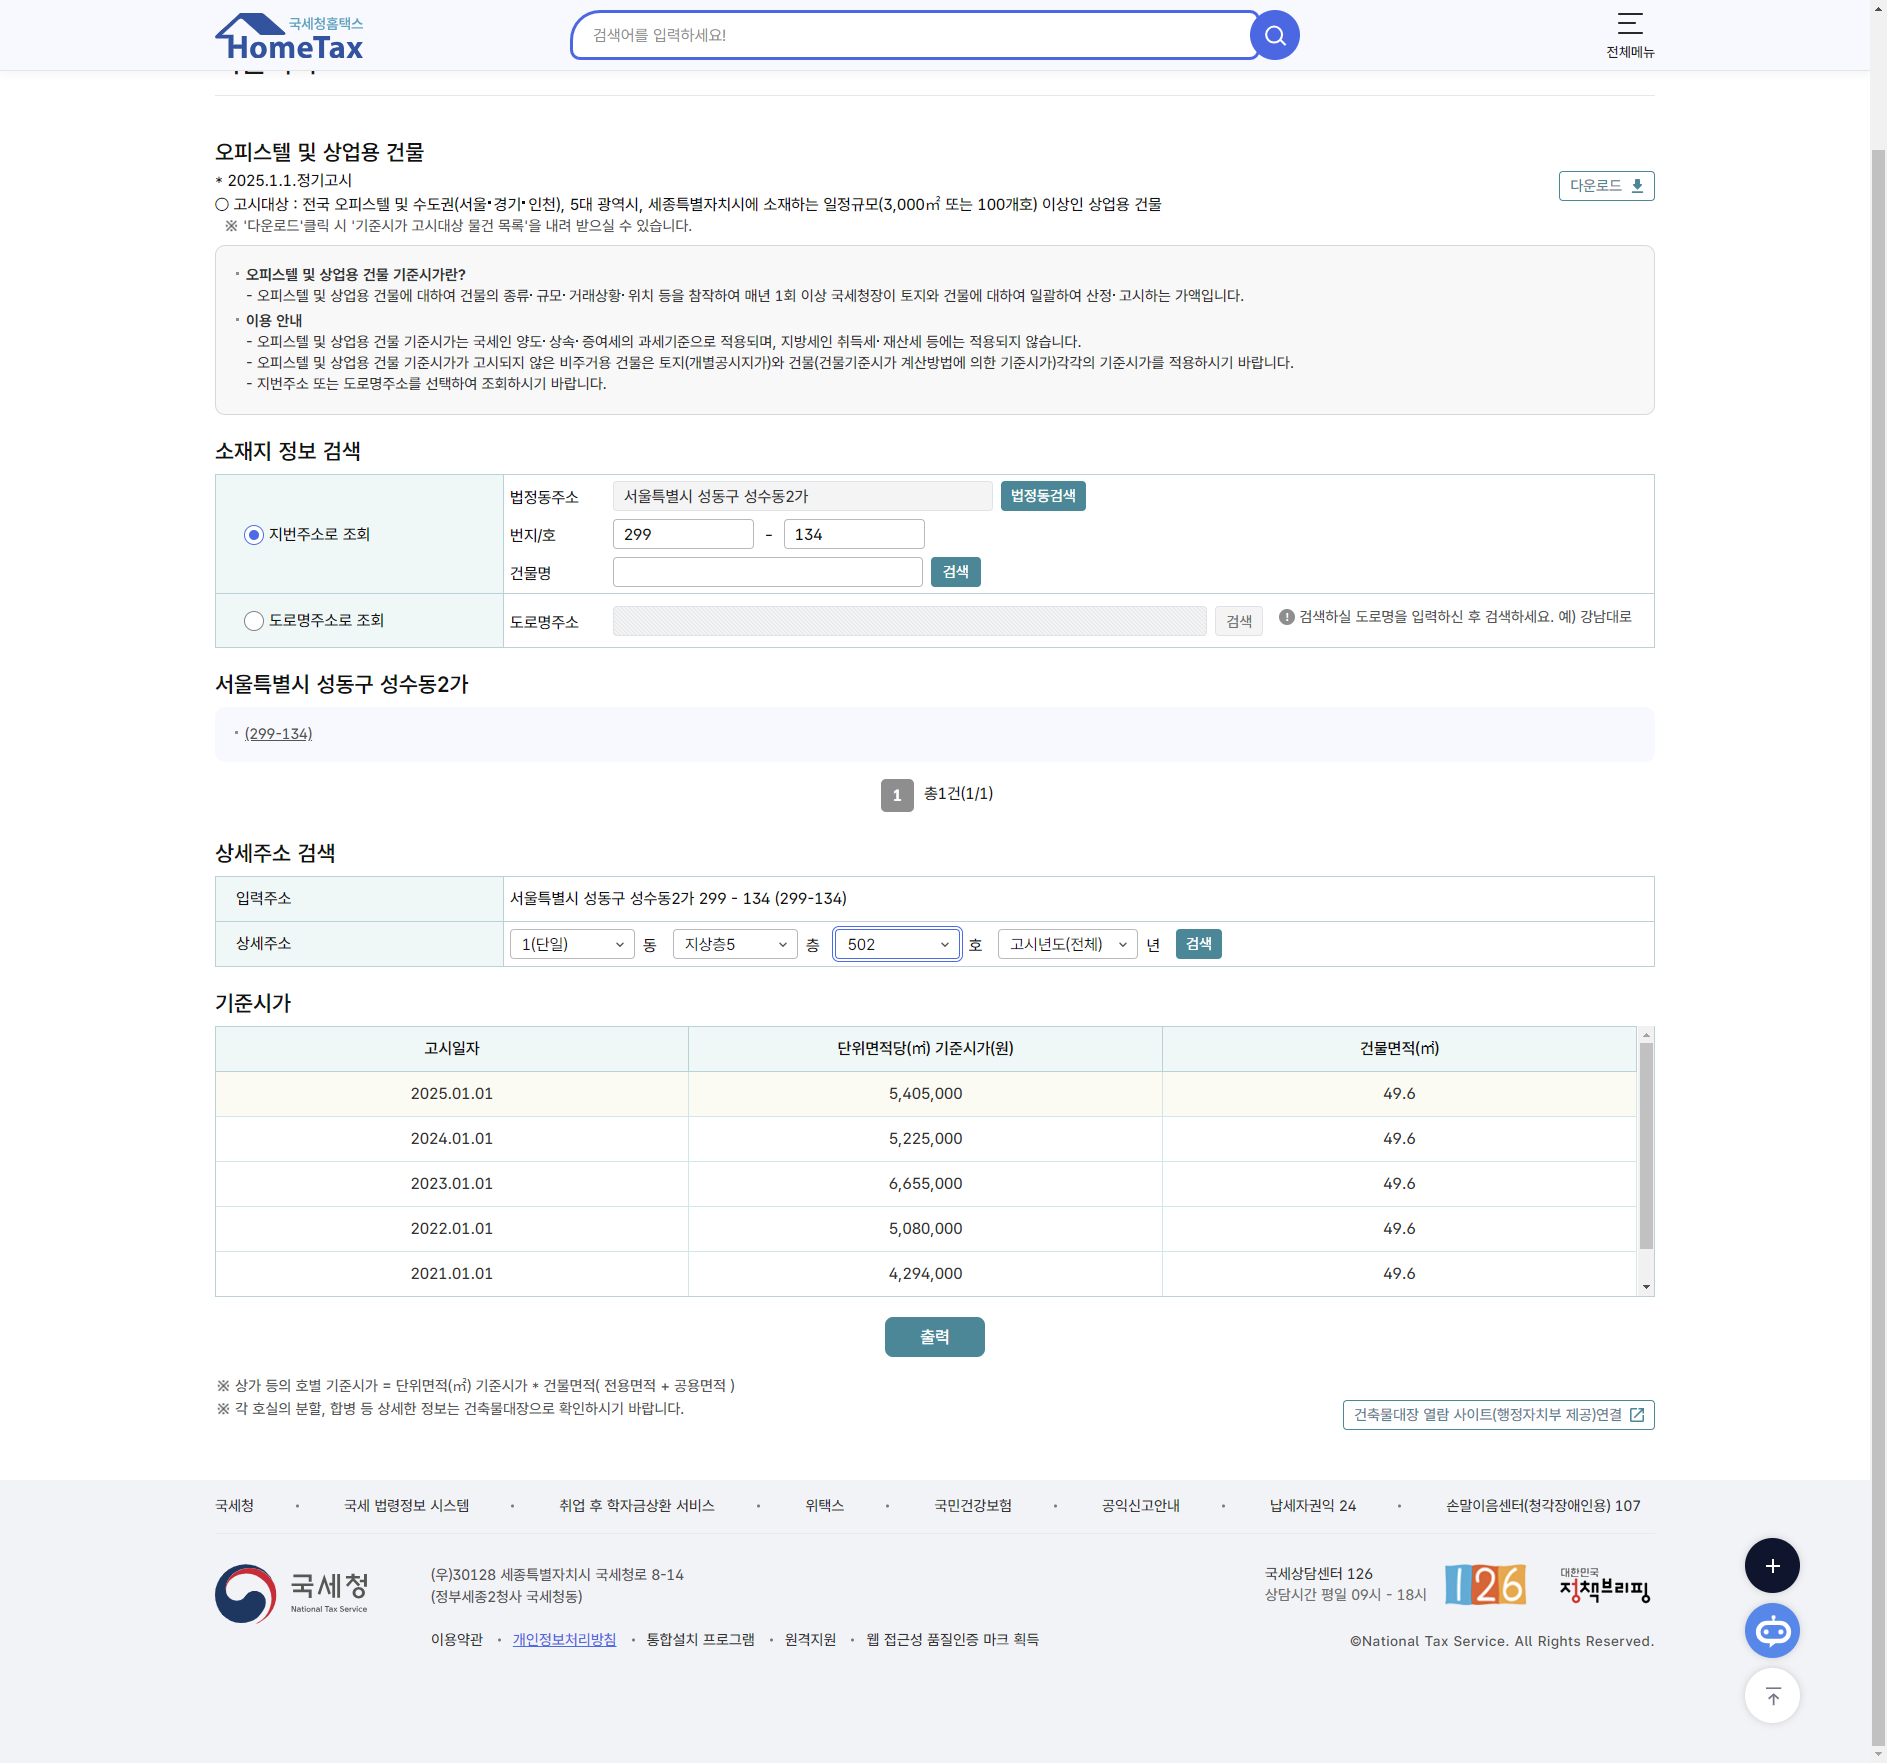 국세청홈택스
HomeTax
검색어를 입력하세요!
전체메뉴
오피스텔 및 상업용 건물
* 2025.1.1.정기고시
○ 고시대상 : 전국 오피스텔 및 수도권(서울·경기·인천), 5대 광역시, 세종특별자치시에 소재하는 일정규모(3,000㎡ 또는 100개호) 이상인 상업용 건물
※ '다운로드'클릭 시 '기준시가 고시대상 물건 목록'을 내려 받으실 수 있습니다.
다운로드
· 오피스텔 및 상업용 건물 기준시가란?
- 오피스텔 및 상업용 건물에 대하여 건물의 종류·규모·거래상황·위치 등을 참작하여 매년 1회 이상 국세청장이 토지와 건물에 대하여 일괄하여 산정·고시하는 가액입니다.
· 이용 안내
- 오피스텔 및 상업용 건물 기준시가는 국세인 양도·상속·증여세의 과세기준으로 적용되며, 지방세인 취득세·재산세 등에는 적용되지 않습니다.
- 오피스텔 및 상업용 건물 기준시가가 고시되지 않은 비주거용 건물은 토지(개별공시지가)와 건물(건물기준시가 계산방법에 의한 기준시가)각각의 기준시가를 적용하시기 바랍니다.
- 지번주소 또는 도로명주소를 선택하여 조회하시기 바랍니다.
소재지 정보 검색
지번주소로 조회
법정동주소 서울특별시 성동구 성수동2가 법정동검색
번지/호 299 - 134
건물명 검색
도로명주소로 조회 도로명주소 검색 검색하실 도로명을 입력하신 후 검색하세요. 예) 강남대로
서울특별시 성동구 성수동2가
· (299-134)
1 총1건(1/1)
상세주소 검색
입력주소 서울특별시 성동구 성수동2가 299 - 134 (299-134)
상세주소 1(단일) 동 지상층5 층 502 호 고시년도(전체) 년 검색
기준시가
고시일자 단위면적당(㎡) 기준시가(원) 건물면적(㎡)
2025.01.01 5,405,000 49.6
2024.01.01 5,225,000 49.6
2023.01.01 6,655,000 49.6
2022.01.01 5,080,000 49.6
2021.01.01 4,294,000 49.6
출력
※ 상가 등의 호별 기준시가 = 단위면적(㎡) 기준시가 * 건물면적( 전용면적 + 공용면적 )
※ 각 호실의 분할, 합병 등 상세한 정보는 건축물대장으로 확인하시기 바랍니다.
건축물대장 열람 사이트(행정자치부 제공)연결
국세청 · 국세 법령정보 시스템 · 취업 후 학자금상환 서비스 · 위택스 · 국민건강보험 · 공익신고안내 · 납세자권익 24 · 손말이음센터(청각장애인용) 107
국세청
National Tax Service
(우)30128 세종특별자치시 국세청로 8-14
(정부세종2청사 국세청동)
국세상담센터 126
상담시간 평일 09시 - 18시
126
대한민국
정책브리핑
이용약관 · 개인정보처리방침 · 통합설치 프로그램 · 원격지원 · 웹 접근성 품질인증 마크 획득
©National Tax Service. All Rights Reserved.